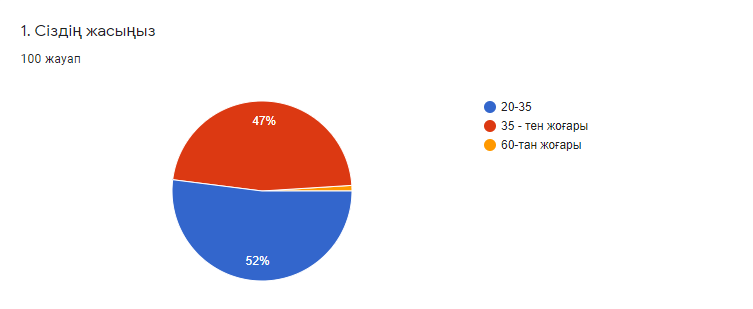 1. Сіздің жасыңыз
100 жауап
47%
52%
20-35
35 - тен жоғары
60-тан жоғары